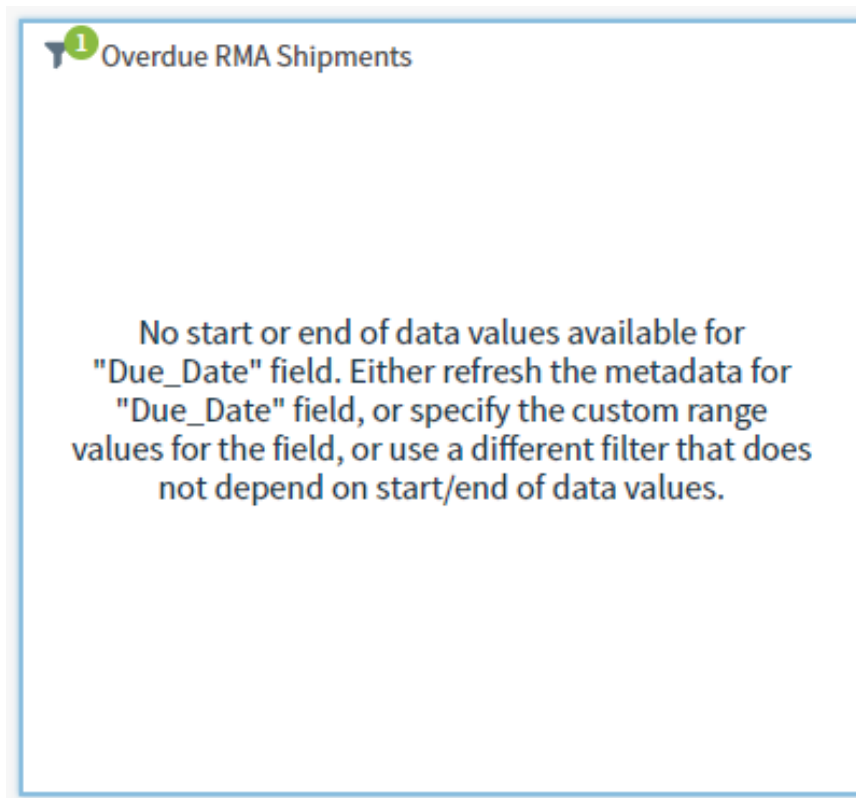 1
Overdue RMA Shipments
No start or end of data values available for
"Due_Date" field. Either refresh the metadata for
"Due_Date" field, or specify the custom range
values for the field, or use a different filter that does
not depend on start/end of data values.